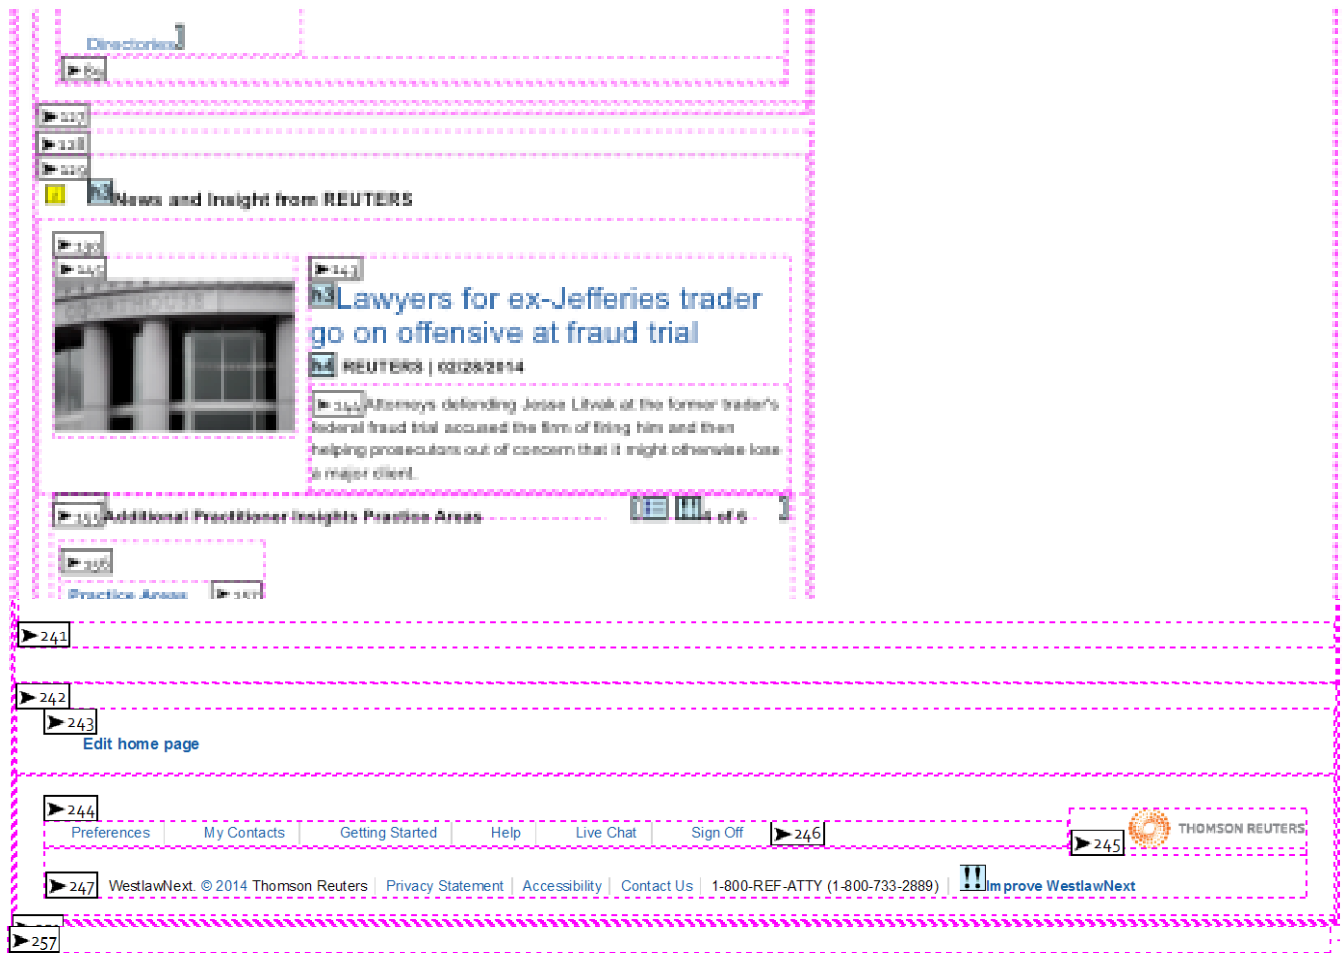 Directories
News and Insight from REUTERS
h3
Lawyers for ex-Jefferies trader
go on offensive at fraud trial
h4 REUTERS | 02/28/2014
Attorneys defending Jesse Litvak at the former trader's
federal fraud trial accused the firm of firing him and then
helping prosecutors out of concern that it might otherwise lose
a major client.
Additional Practitioner Insights Practice Areas
of 6
Practice Areas
241
242
243
Edit home page
244
Preferences My Contacts Getting Started Help Live Chat Sign Off 246
245 THOMSON REUTERS
247 WestlawNext. © 2014 Thomson Reuters Privacy Statement Accessibility Contact Us 1-800-REF-ATTY (1-800-733-2889) !! Improve WestlawNext
257